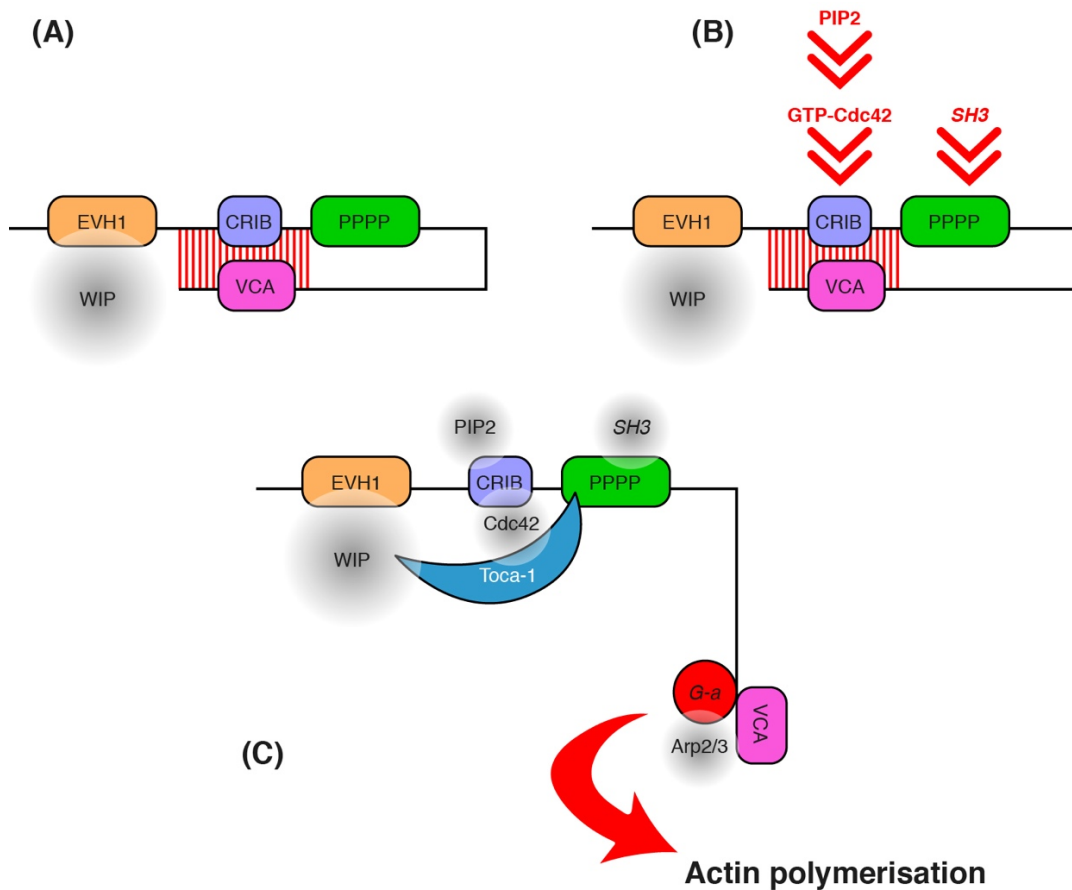 (A)
EVH1
CRIB
PPPP
WIP
VCA
(B)
PIP2
GTP-Cdc42
SH3
EVH1
CRIB
PPPP
WIP
VCA
PIP2
SH3
EVH1
CRIB
PPPP
Cdc42
WIP
Toca-1
G-a
VCA
Arp2/3
(C)
Actin polymerisation